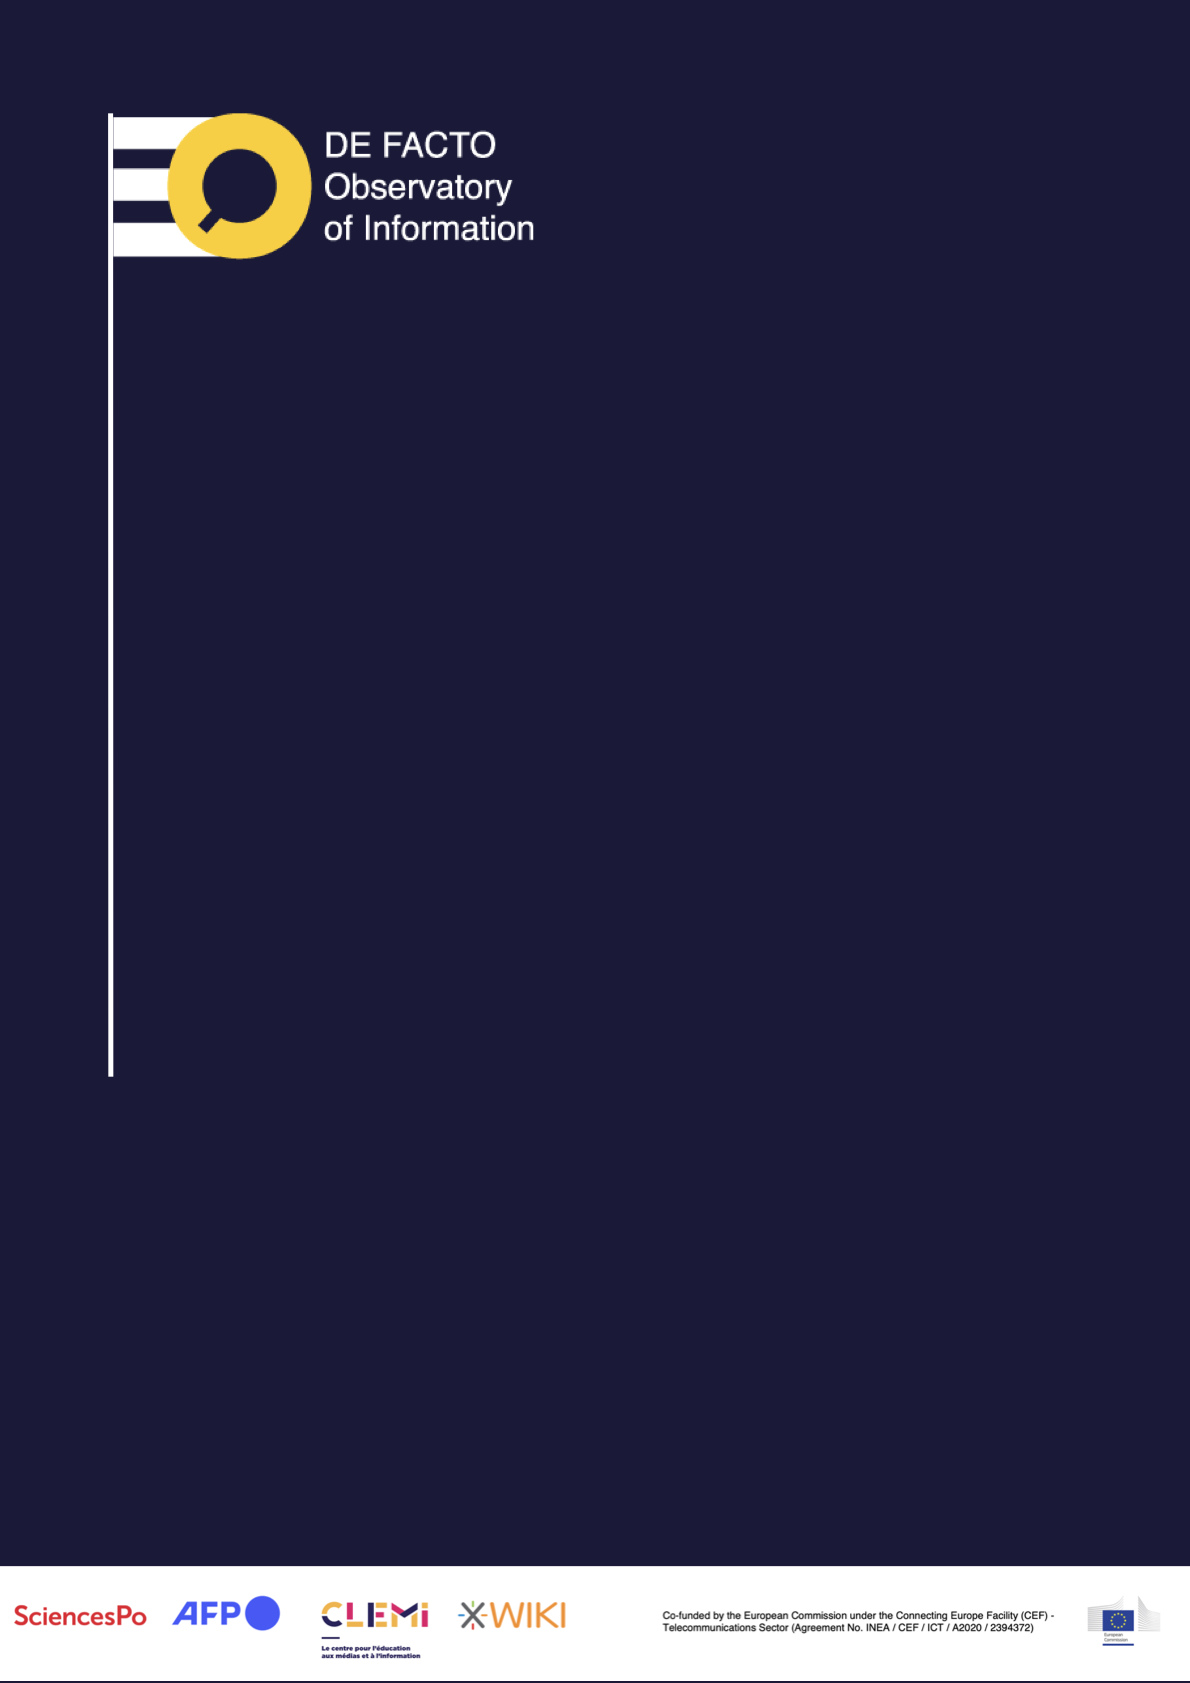 DE FACTO
Observatory
of Information
SciencesPo
AFP
CLEMI
Le centre pour l'éducation
aux médias et à l'information
XWIKI
Co-funded by the European Commission under the Connecting Europe Facility (CEF) -
Telecommunications Sector (Agreement No. INEA / CEF / ICT / A2020 / 2394372)
European
Commission